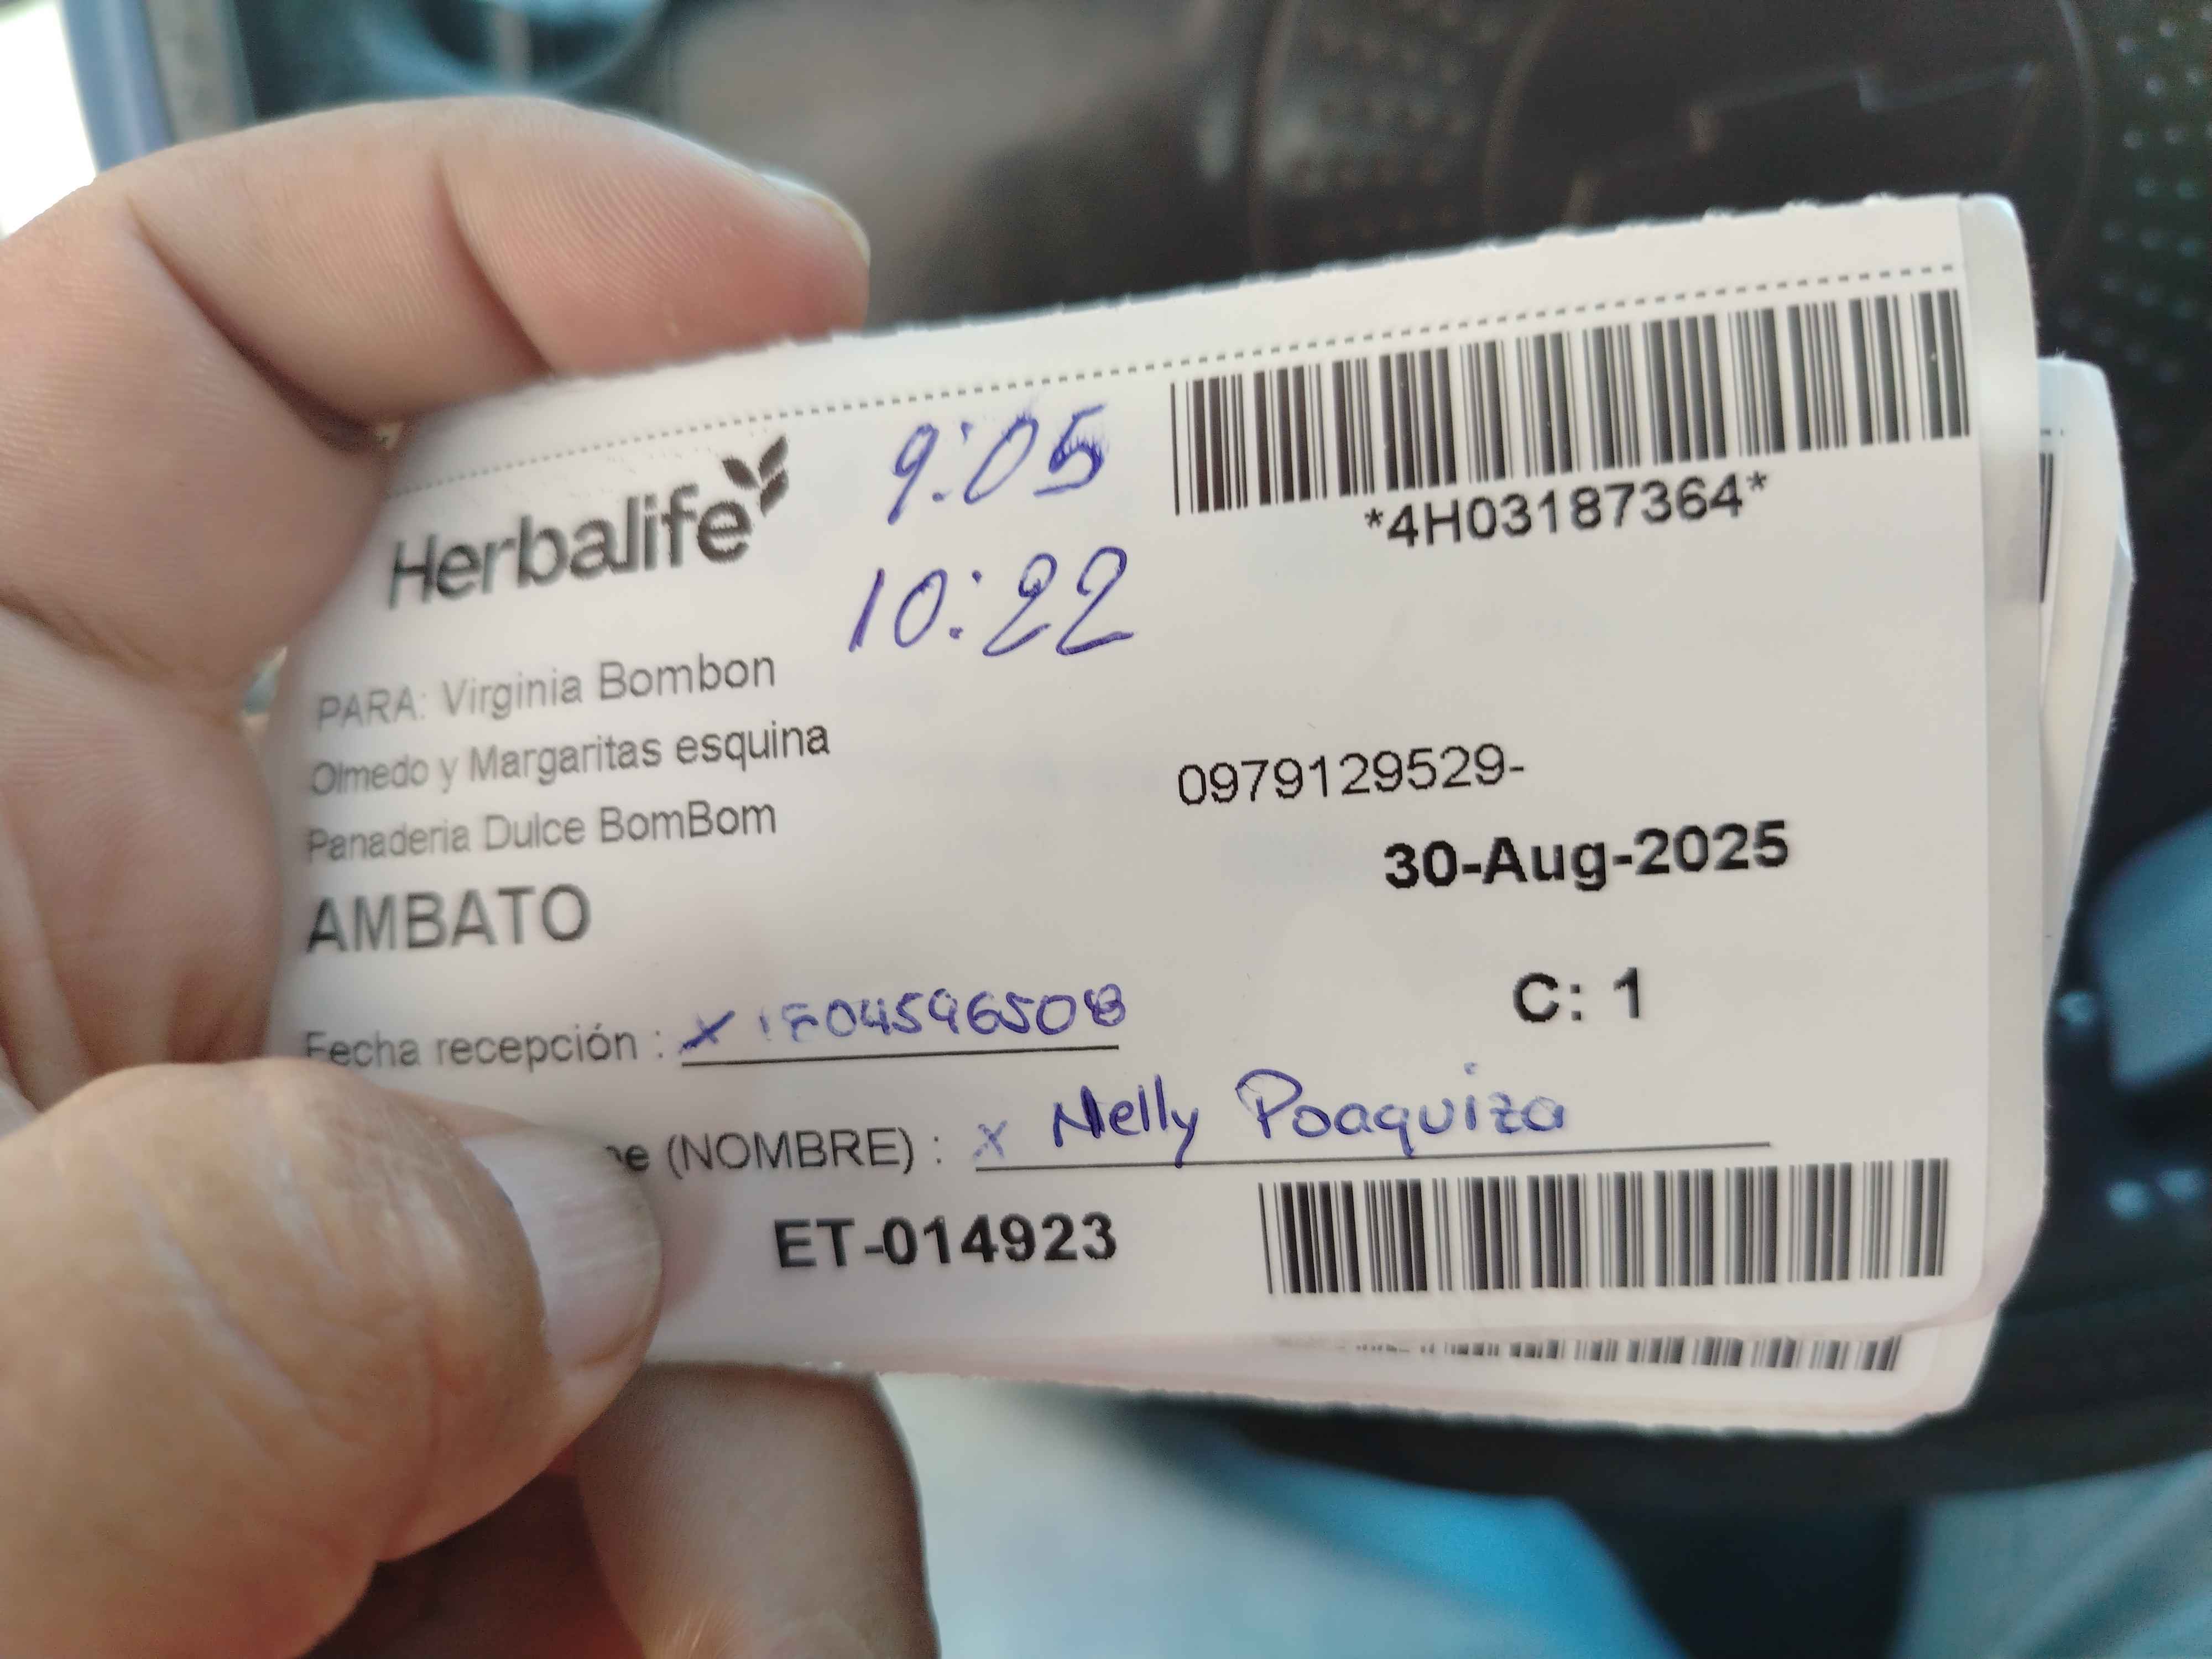 Herbalife
9:05
10:22
*4H03187364*
PARA: Virginia Bombon
Olmedo y Margaritas esquina
Panaderia Dulce BomBom
0979129529-
30-Aug-2025
AMBATO
C: 1
Fecha recepción : x 1804596508
(NOMBRE) : x Nelly Poaquiza
ET-014923